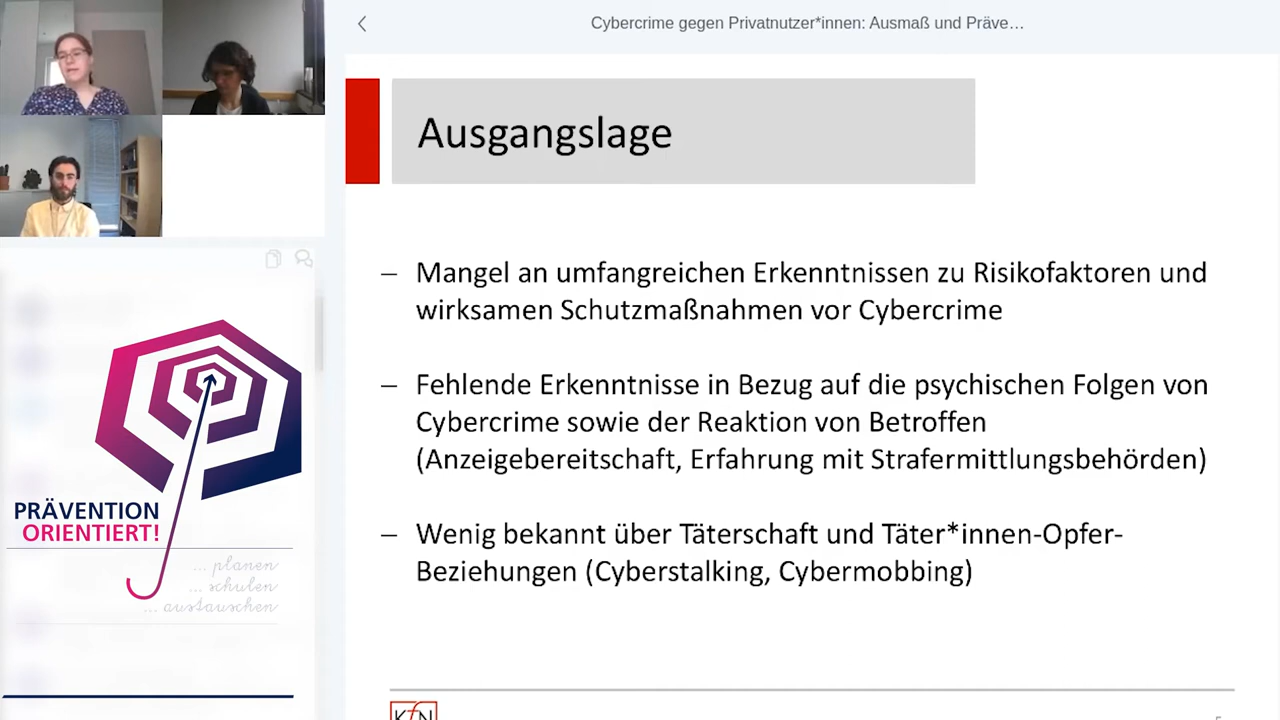 Cybercrime gegen Privatnutzer*innen: Ausmaß und Präve…
Ausgangslage
– Mangel an umfangreichen Erkenntnissen zu Risikofaktoren und
wirksamen Schutzmaßnahmen vor Cybercrime
– Fehlende Erkenntnisse in Bezug auf die psychischen Folgen von
Cybercrime sowie der Reaktion von Betroffen
(Anzeigebereitschaft, Erfahrung mit Strafermittlungsbehörden)
– Wenig bekannt über Täterschaft und Täter*innen-Opfer-
Beziehungen (Cyberstalking, Cybermobbing)
PRÄVENTION
ORIENTIERT!
... planen
... schulen
... austauschen
KfN